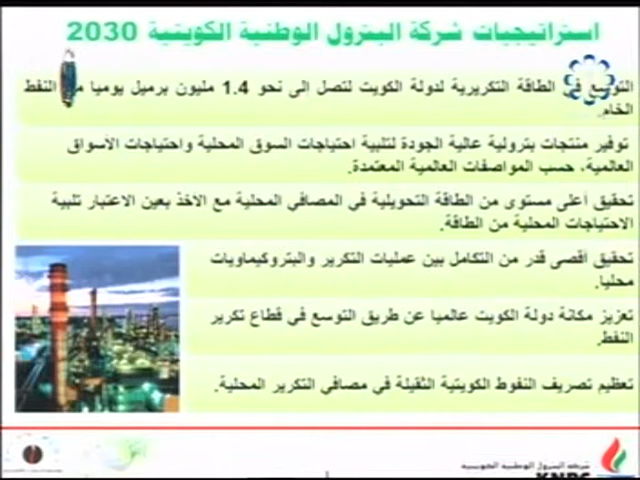 استراتيجيات شركة البترول الوطنية الكويتية 2030
التوسع في الطاقة التكريرية لدولة الكويت لتصل الى نحو 1.4 مليون برميل يوميا من النفط
الخام.
توفير منتجات بترولية عالية الجودة لتلبية احتياجات السوق المحلية واحتياجات الأسواق
العالمية، حسب المواصفات العالمية المعتمدة.
تحقيق أعلى مستوى من الطاقة التحويلية في المصافي المحلية مع الاخذ بعين الاعتبار تلبية
الاحتياجات المحلية من الطاقة.
تحقيق أقصى قدر من التكامل بين عمليات التكرير والبتروكيماويات
محليا.
تعزيز مكانة دولة الكويت عالميا عن طريق التوسع في قطاع تكرير
النفط.
تعظيم تصريف النفوط الكويتية الثقيلة في مصافي التكرير المحلية.
شركة البترول الوطنية الكويتية
KNPC